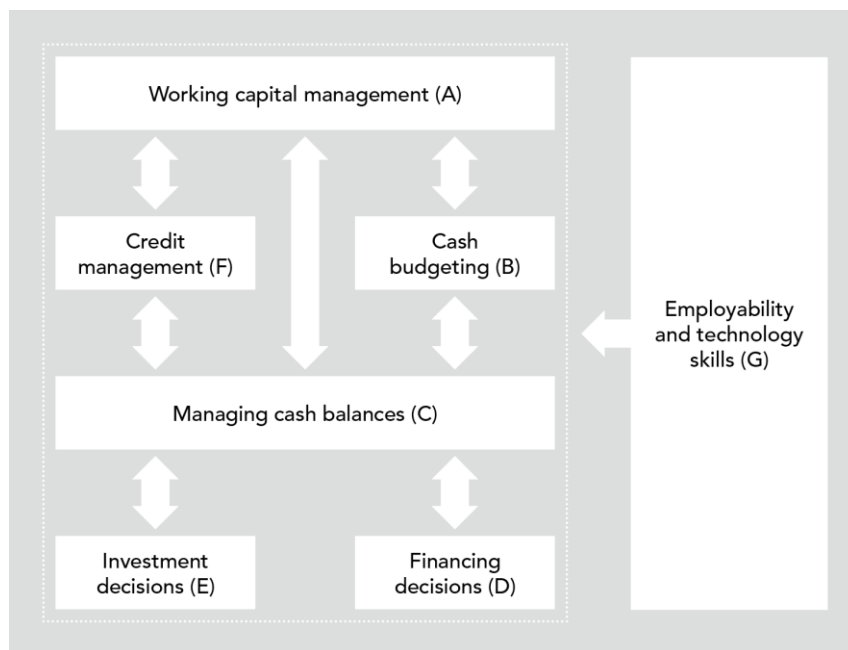 Working capital management (A)
Credit
management (F)
Cash
budgeting (B)
Employability
and technology
skills (G)
Managing cash balances (C)
Investment
decisions (E)
Financing
decisions (D)